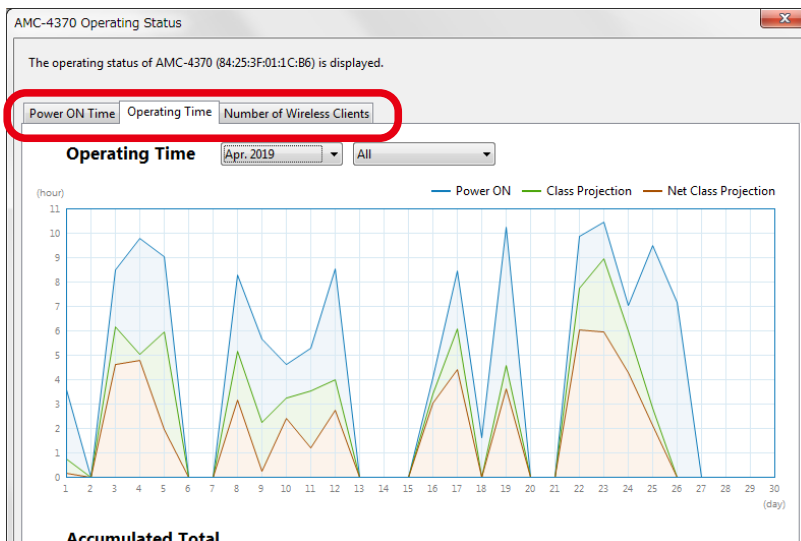 AMC-4370 Operating Status
The operating status of AMC-4370 (84:25:3F:01:1C:B6) is displayed.
Power ON Time Operating Time Number of Wireless Clients
Operating Time Apr. 2019 All
(hour) Power ON Class Projection Net Class Projection
11
10
9
8
7
6
5
4
3
2
1
0
1 2 3 4 5 6 7 8 9 10 11 12 13 14 15 16 17 18 19 20 21 22 23 24 25 26 27 28 29 30
(day)
Accumulated Total